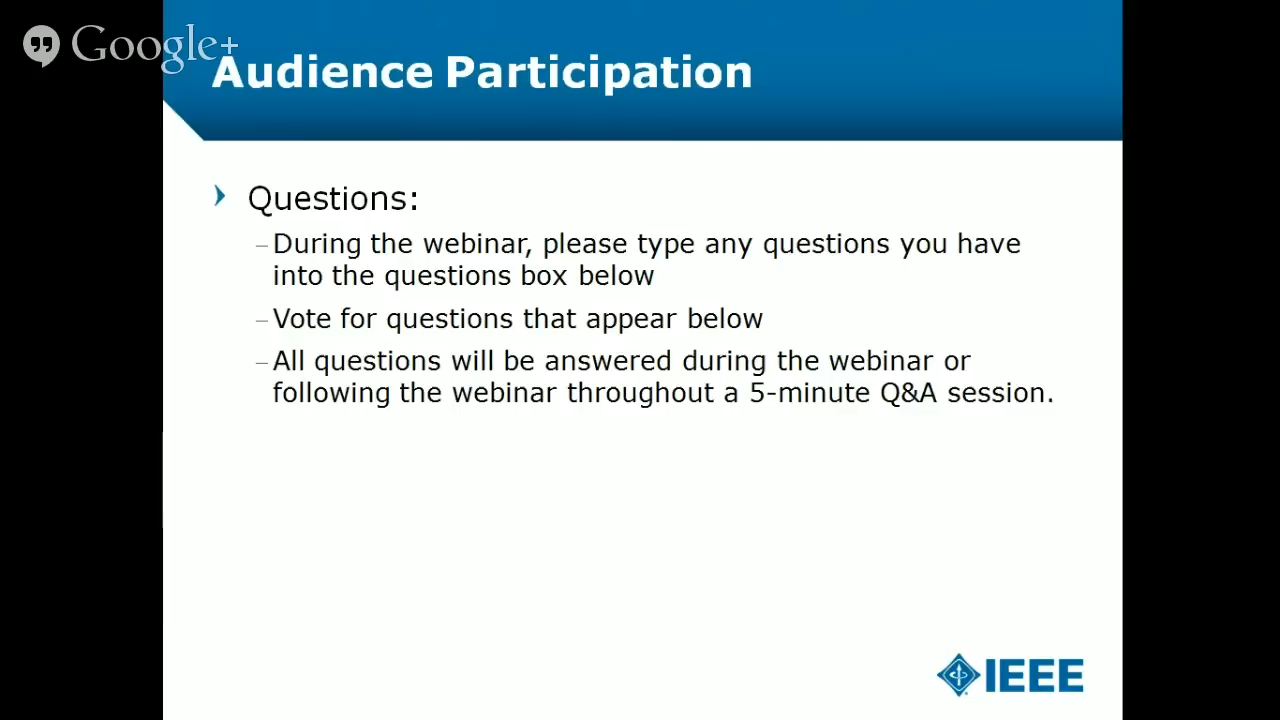 Google+
Audience Participation
Questions:
–During the webinar, please type any questions you have
into the questions box below
–Vote for questions that appear below
–All questions will be answered during the webinar or
following the webinar throughout a 5-minute Q&A session.
IEEE